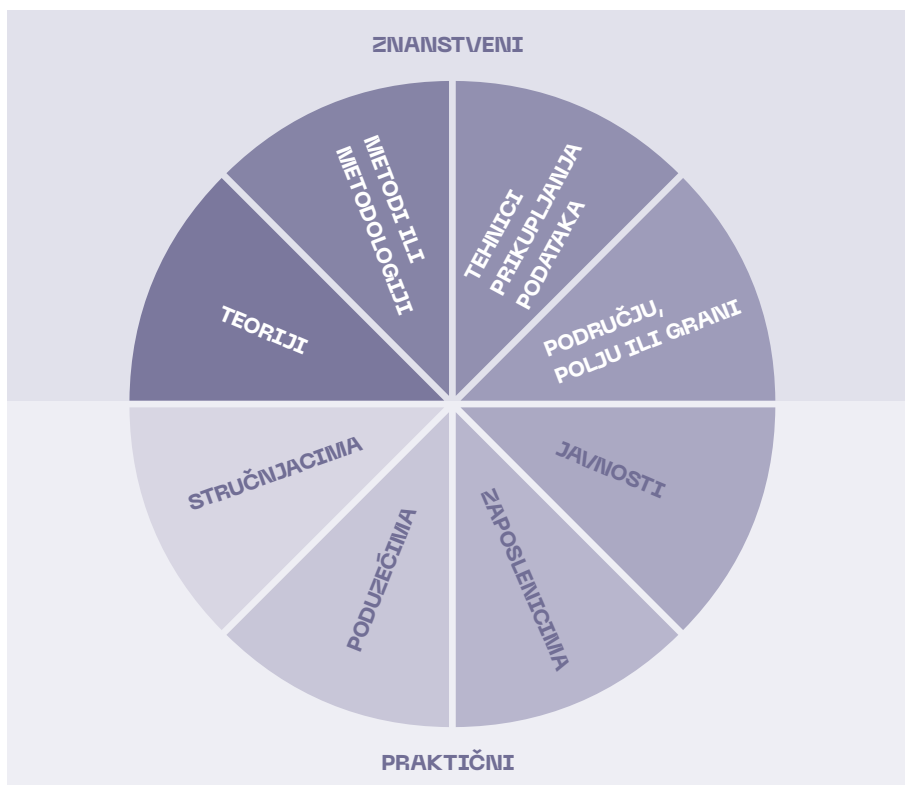 ZNANSTVENI
TEORIJI
METODI ILI
METODOLOGIJI
TEHNICI
PRIKUPLJANJA
PODATAKA
PODRUČJU,
POLJU ILI GRANI
STRUČNJACIMA
PODUZEĆIMA
ZAPOSLENICIMA
JAVNOSTI
PRAKTIČNI